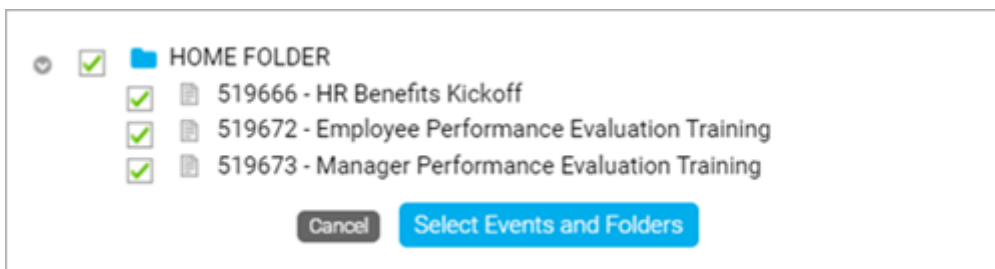 HOME FOLDER
519666 - HR Benefits Kickoff
519672 - Employee Performance Evaluation Training
519673 - Manager Performance Evaluation Training
Cancel Select Events and Folders